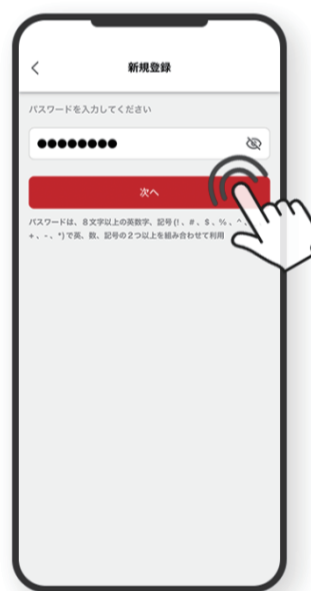 新規登録
パスワードを入力してください
次へ
パスワードは、8文字以上の英数字、記号(!、#、$、%、^、
+、-、*)で英、数、記号の2つ以上を組み合わせて利用